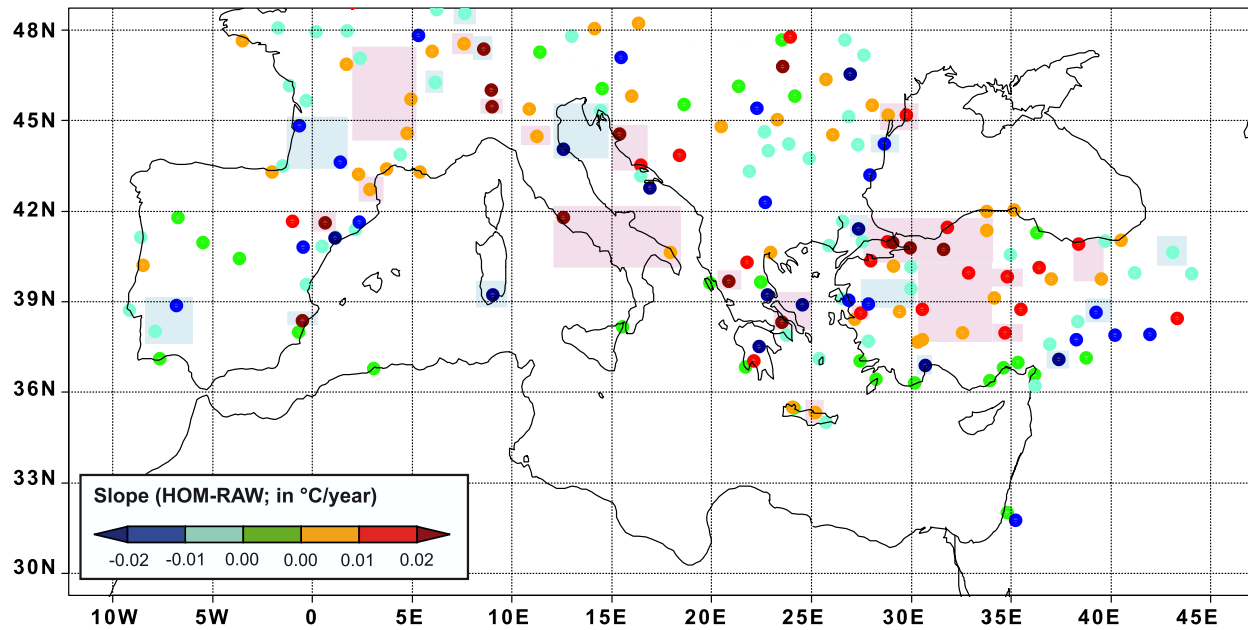 48N
45N
42N
39N
36N
33N
30N
Slope (HOM-RAW; in °C/year)
-0.02 -0.01 0.00 0.00 0.01 0.02
10W 5W 0 5E 10E 15E 20E 25E 30E 35E 40E 45E